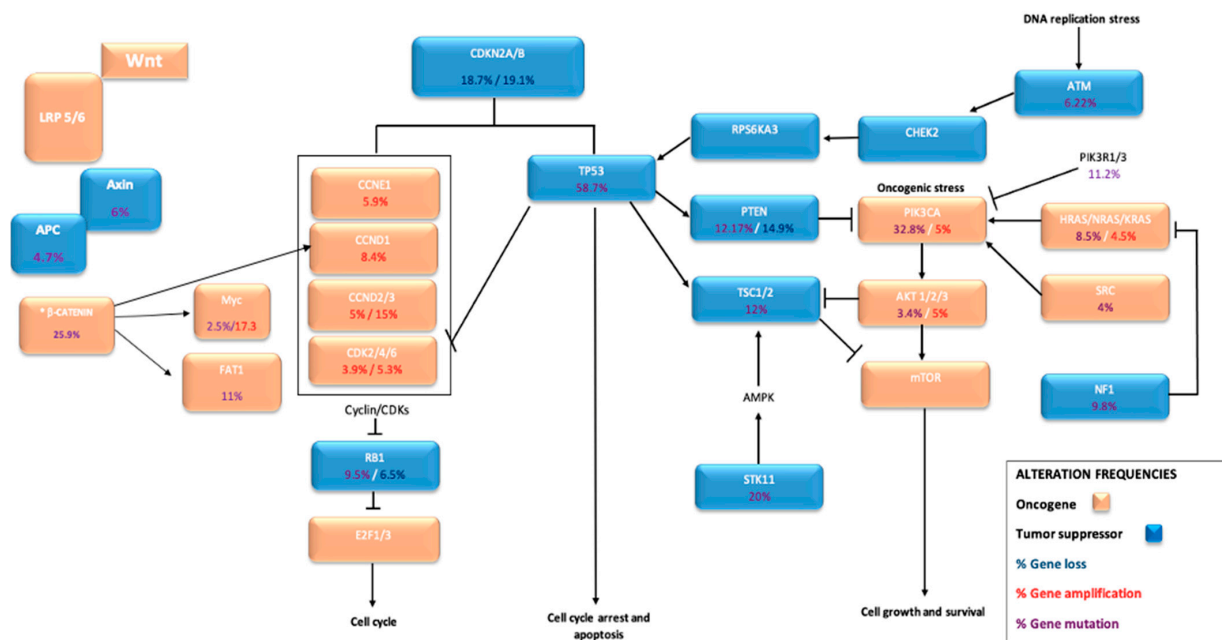 DNA replication stress
Wnt
LRP 5/6
Axin
6%
APC
4.7%
* β-CATENIN
25.9%
Myc
2.5%/17.3
FAT1
11%
CDKN2A/B
18.7% / 19.1%
CCNE1
5.9%
CCND1
8.4%
CCND2/3
5% / 15%
CDK2/4/6
3.9% / 5.3%
Cyclin/CDKs
RB1
9.5% / 6.5%
E2F1/3
Cell cycle
TP53
58.7%
Cell cycle arrest and
apoptosis
RPS6KA3
CHEK2
ATM
6.22%
PTEN
12.17%/ 14.9%
TSC1/2
12%
AMPK
STK11
20%
Oncogenic stress
PIK3CA
32.8% / 5%
AKT 1/2/3
3.4% / 5%
mTOR
Cell growth and survival
PIK3R1/3
11.2%
HRAS/NRAS/KRAS
8.5% / 4.5%
SRC
4%
NF1
9.8%
ALTERATION FREQUENCIES
Oncogene
Tumor suppressor
% Gene loss
% Gene amplification
% Gene mutation